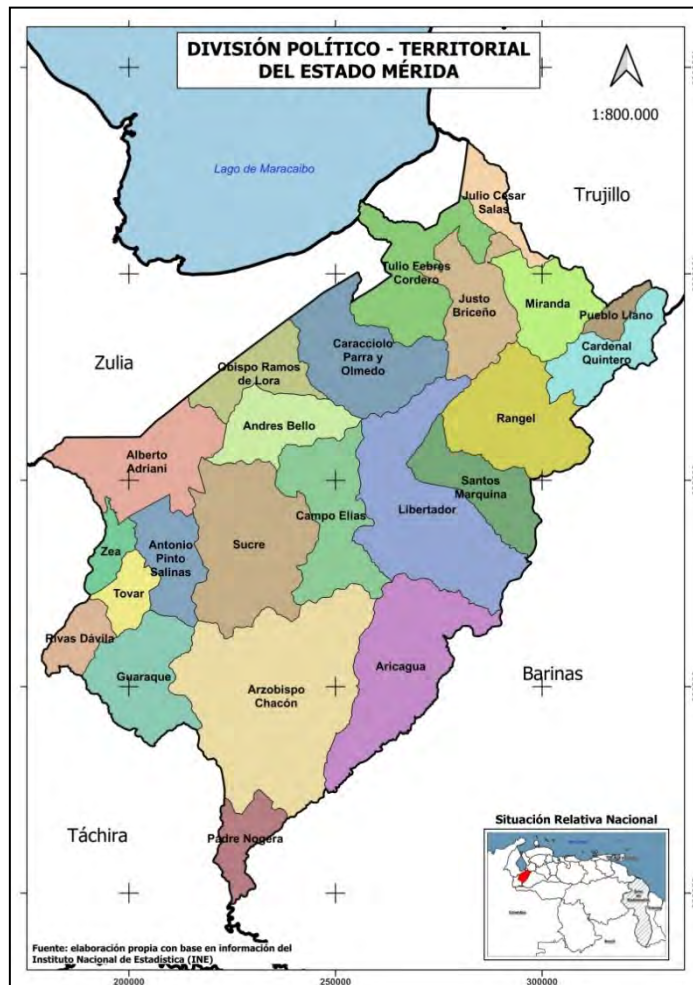 DIVISIÓN POLÍTICO - TERRITORIAL
DEL ESTADO MÉRIDA
1:800.000
Lago de Maracaibo
Trujillo
Julio César
Salas
Tulio Febres
Cordero
Justo
Briceño
Miranda
Pueblo Llano
Cardenal
Quintero
Zulia
Caracciolo
Parra y
Olmedo
Obispo Ramos
de Lora
Rangel
Andres Bello
Alberto
Adriani
Santos
Marquina
Campo Elías
Libertador
Zea
Antonio
Pinto
Salinas
Sucre
Tovar
Rivas Dávila
Guaraque
Arzobispo
Chacón
Aricagua
Barinas
Táchira
Padre Nogera
Situación Relativa Nacional
Fuente: elaboración propia con base en información del
Instituto Nacional de Estadística (INE)
200000
250000
300000